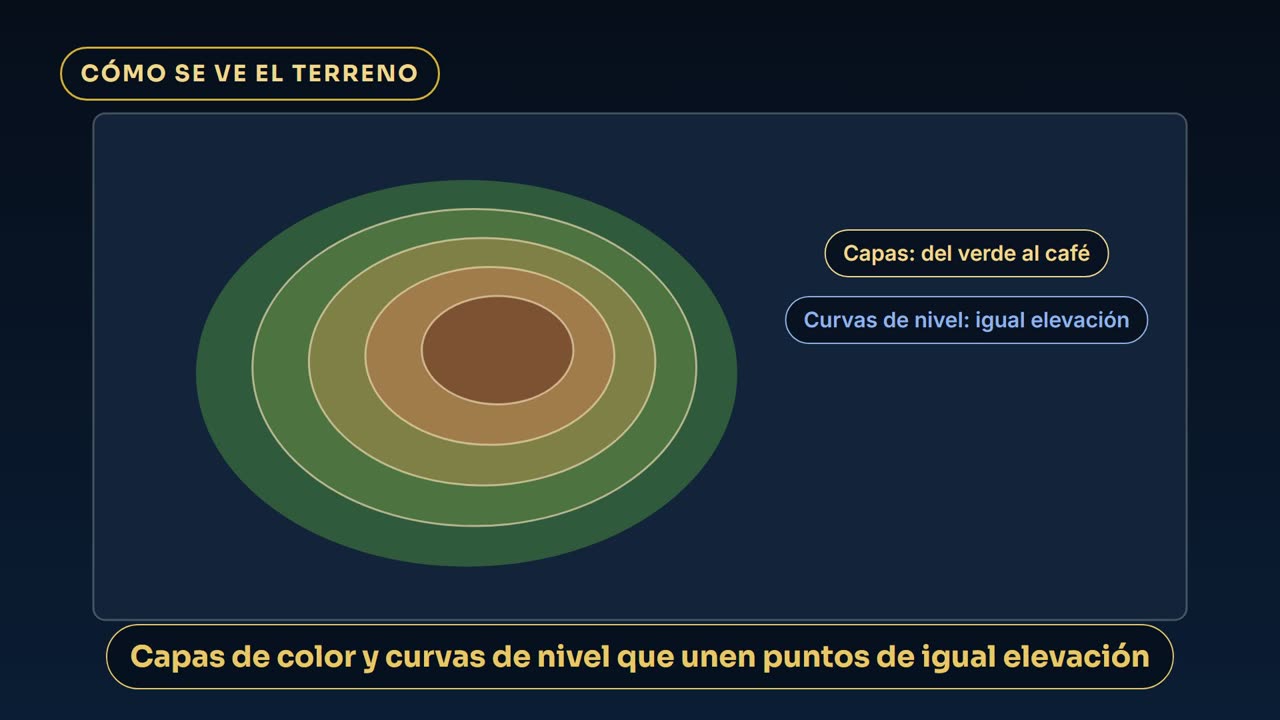 CÓMO SE VE EL TERRENO
Capas: del verde al café
Curvas de nivel: igual elevación
Capas de color y curvas de nivel que unen puntos de igual elevación